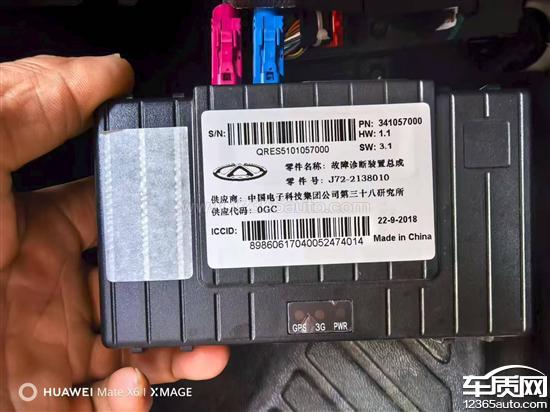 PN: 341057000
S/N:
HW: 1.1
QRES5101057000
SW: 3.1
零件名称: 故障诊断装置总成
零件号: J72-2138010
供应商: 中国电子科技集团公司第三十八研究所
供应代码: 0GC
22-9-2018
ICCID:
89860617040052474014
Made in China
GPS 3G PWR
HUAWEI Mate X6 | XMAGE
车质网
12365auto.com